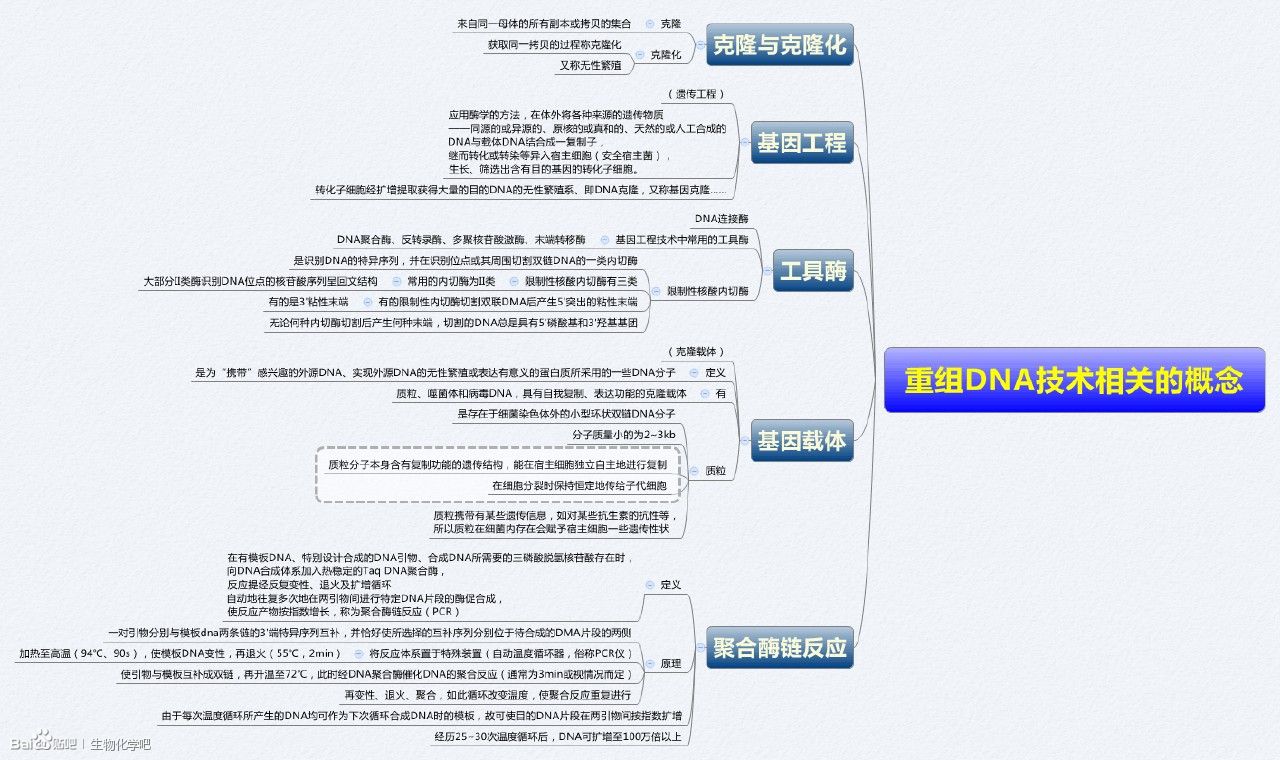 重组DNA技术相关的概念
克隆与克隆化
克隆
来自同一母体的所有副本或拷贝的集合
克隆化
获取同一拷贝的过程称克隆化
又称无性繁殖
基因工程
（遗传工程）
应用酶学的方法，在体外将各种来源的遗传物质
——同源的或异源的、原核的或真和的、天然的或人工合成的
DNA与载体DNA结合成一复制子，
继而转化或转染等导入宿主细胞（安全宿主菌），
生长、筛选出含有目的基因的转化子细胞。
转化子细胞经扩增提取获得大量的目的DNA的无性繁殖系、即DNA克隆，又称基因克隆……
工具酶
DNA连接酶
基因工程技术中常用的工具酶
DNA聚合酶、反转录酶、多聚核苷酸激酶、末端转移酶
限制性核酸内切酶
是识别DNA的特异序列，并在识别位点或其周围切割双链DNA的一类内切酶
限制性核酸内切酶有三类
常用的内切酶为II类
大部分II类酶识别DNA位点的核苷酸序列呈回文结构
有的限制性内切酶切割双联DMA后产生5'突出的粘性末端
有的是3'粘性末端
无论何种内切酶切割后产生何种末端，切割的DNA总是具有5'磷酸基和3'羟基基团
基因载体
（克隆载体）
定义
是为“携带”感兴趣的外源DNA、实现外源DNA的无性繁殖或表达有意义的蛋白质所采用的一些DNA分子
有
质粒、噬菌体和病毒DNA，具有自我复制、表达功能的克隆载体
质粒
是存在于细菌染色体外的小型环状双链DNA分子
分子质量小的为2~3kb
质粒分子本身含有复制功能的遗传结构，能在宿主细胞独立自主地进行复制
在细胞分裂时保持恒定地传给子代细胞
质粒携带有某些遗传信息，如对某些抗生素的抗性等，
所以质粒在细菌内存在会赋予宿主细胞一些遗传性状
聚合酶链反应
定义
在有模板DNA、特别设计合成的DNA引物、合成DNA所需要的三磷酸脱氧核苷酸存在时，
向DNA合成体系加入热稳定的Taq DNA聚合酶，
反应提经反复变性、退火及扩增循环
自动地往复多次地在两引物间进行特定DNA片段的酶促合成，
使反应产物按指数增长，称为聚合酶链反应（PCR）
原理
一对引物分别与模板dna两条链的3'端特异序列互补，并恰好使所选择的互补序列分别位于待合成的DMA片段的两侧
将反应体系置于特殊装置（自动温度循环器，俗称PCR仪）
加热至高温（94℃、90s），使模板DNA变性，再退火（55℃，2min）
使引物与模板互补成双链，再升温至72℃，此时经DNA聚合酶催化DNA的聚合反应（通常为3min或视情况而定）
再变性、退火、聚合，如此循环改变温度，使聚合反应重复进行
由于每次温度循环所产生的DNA均可作为下次循环合成DNA时的模板，故可使目的DNA片段在两引物间按指数扩增
经历25~30次温度循环后，DNA可扩增至100万倍以上
Bai贴吧 | 生物化学吧